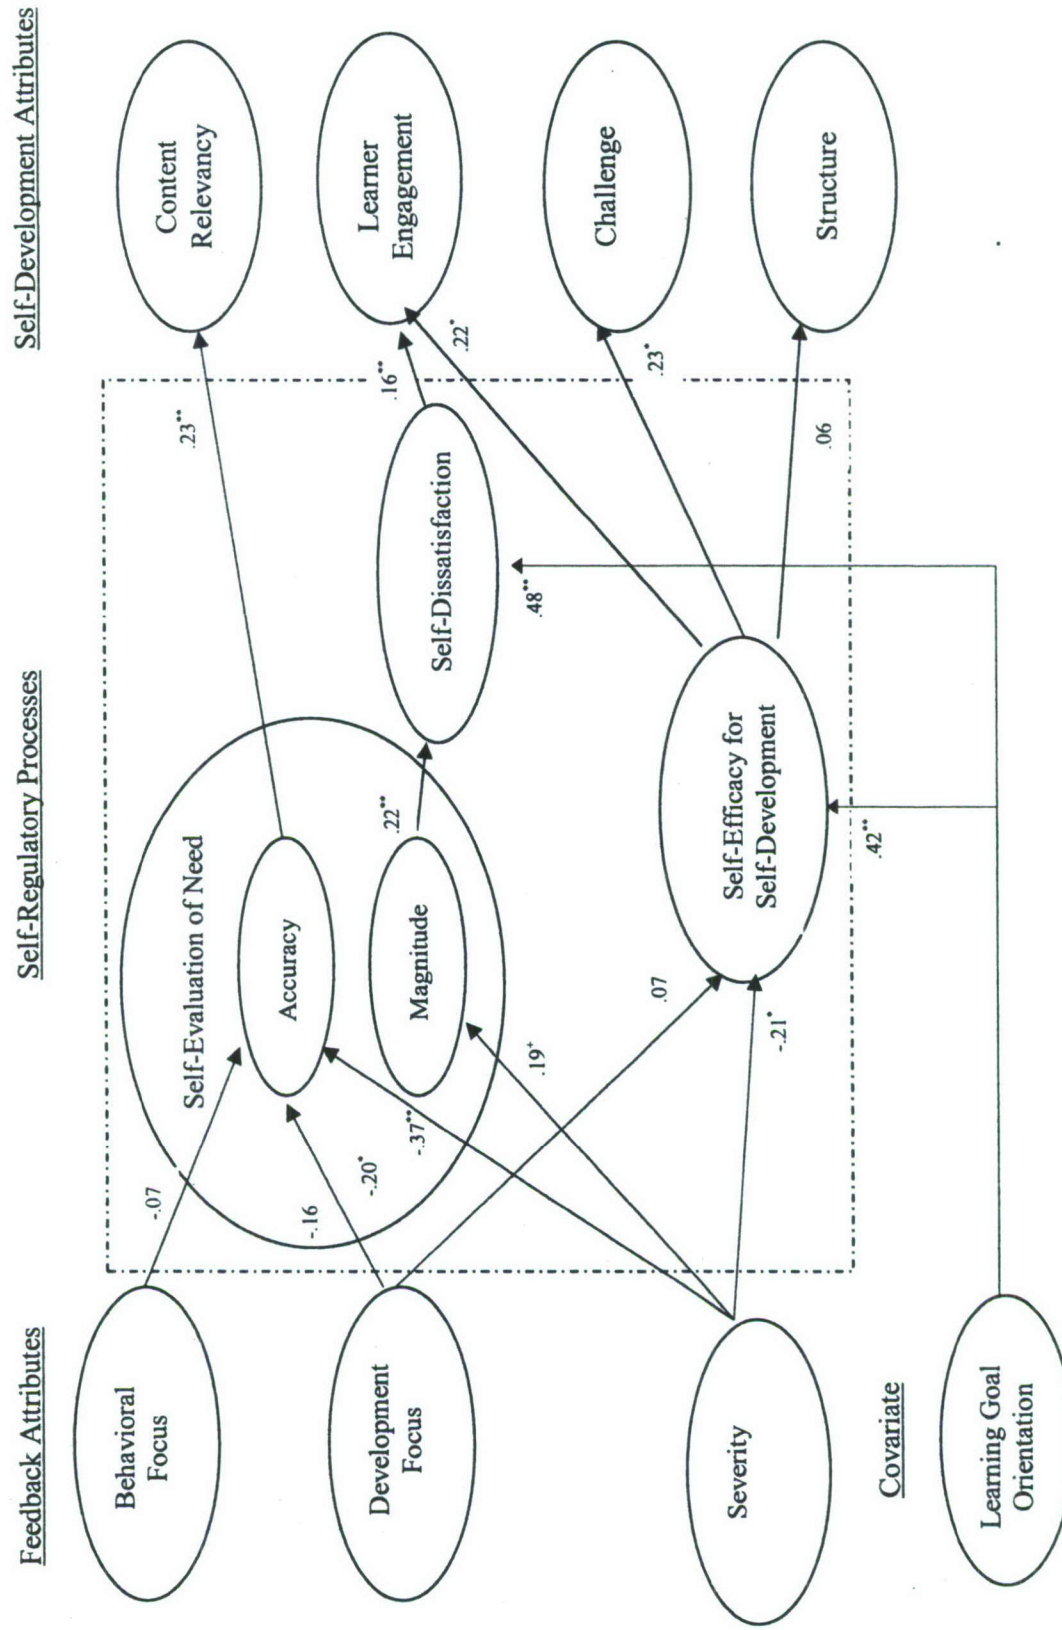 Feedback Attributes
Self-Regulatory Processes
Self-Development Attributes
Behavioral
Focus
Development
Focus
Severity
Covariate
Learning Goal
Orientation
Self-Evaluation of Need
Accuracy
Magnitude
Self-Dissatisfaction
Self-Efficacy for
Self-Development
Content
Relevancy
Learner
Engagement
Challenge
Structure
-.07
-.16
-.20*
-.37**
.19+
.07
-.21*
.22**
.23**
.16**
.22*
.23*
.06
.48**
.42**